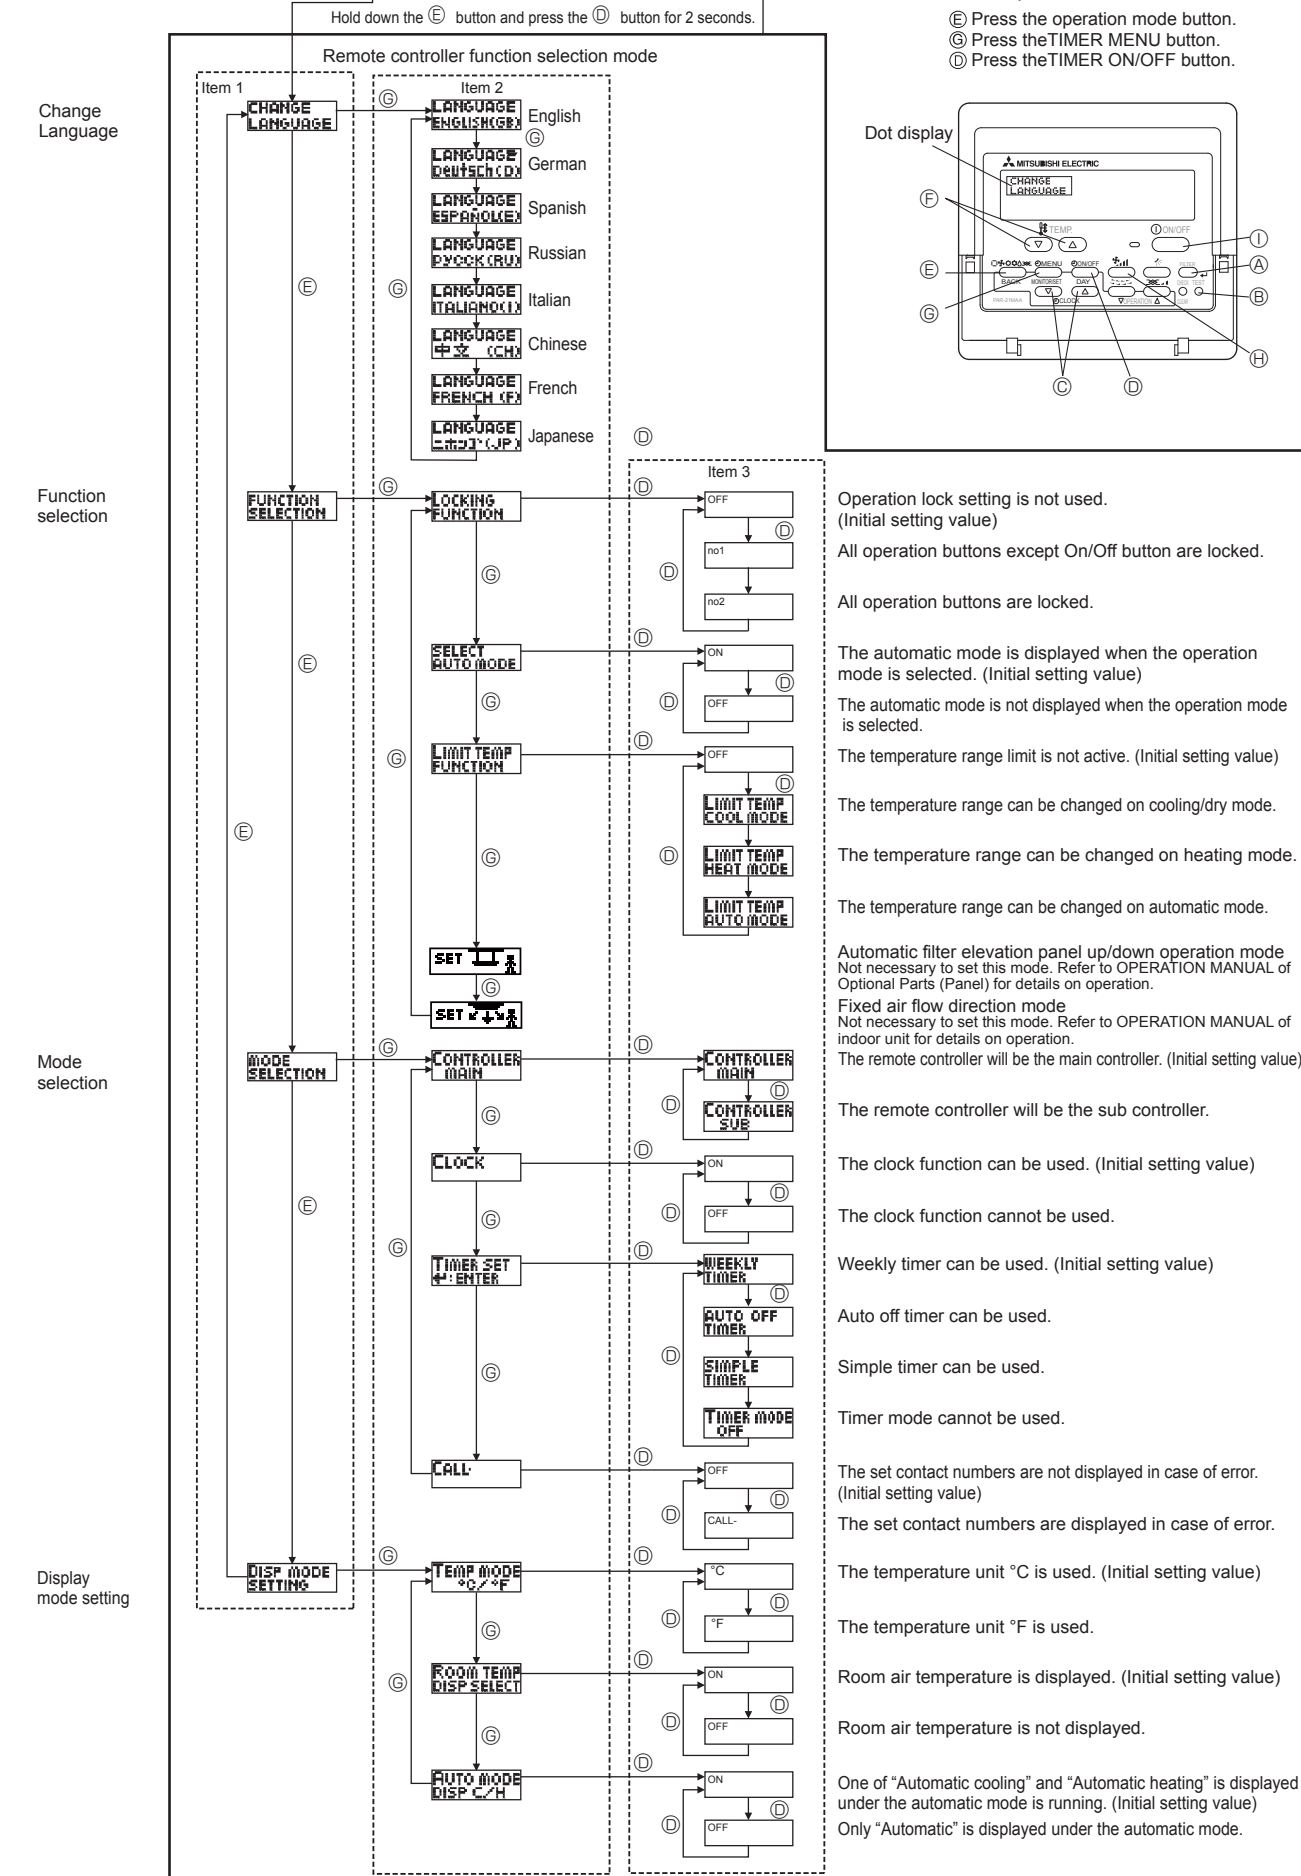 Hold down the Ⓔ button and press the Ⓓ button for 2 seconds.
Ⓔ Press the operation mode button.
Ⓖ Press theTIMER MENU button.
Ⓓ Press theTIMER ON/OFF button.
Dot display
MITSUBISHI ELECTRIC
CHANGE
LANGUAGE
TEMP.
ON/OFF
MENU
ON/OFF
FILTER
BACK
MONITOR/SET
DAY
CHECK
TEST
PAR-21MAA
CLOCK
OPERATION
CLEAR
Ⓕ
Ⓔ
Ⓖ
Ⓒ
Ⓓ
Ⓘ
Ⓐ
Ⓑ
Ⓗ
Remote controller function selection mode
Item 1
Item 2
Item 3
Change
Language
Ⓔ
Ⓖ
CHANGE
LANGUAGE
LANGUAGE
ENGLISH(GB)
English
LANGUAGE
Deutsch(D)
German
LANGUAGE
ESPAÑOL(E)
Spanish
LANGUAGE
РУССК(RU)
Russian
LANGUAGE
ITALIANO(I)
Italian
LANGUAGE
中文 (CH)
Chinese
LANGUAGE
FRENCH (F)
French
LANGUAGE
ニホンゴ(JP)
Japanese
Ⓓ
Function
selection
FUNCTION
SELECTION
LOCKING
FUNCTION
OFF
Operation lock setting is not used.
(Initial setting value)
no1
All operation buttons except On/Off button are locked.
no2
All operation buttons are locked.
SELECT
AUTO MODE
ON
The automatic mode is displayed when the operation
mode is selected. (Initial setting value)
OFF
The automatic mode is not displayed when the operation mode
is selected.
LIMIT TEMP
FUNCTION
OFF
The temperature range limit is not active. (Initial setting value)
LIMIT TEMP
COOL MODE
The temperature range can be changed on cooling/dry mode.
LIMIT TEMP
HEAT MODE
The temperature range can be changed on heating mode.
LIMIT TEMP
AUTO MODE
The temperature range can be changed on automatic mode.
SET
Automatic filter elevation panel up/down operation mode
Not necessary to set this mode. Refer to OPERATION MANUAL of
Optional Parts (Panel) for details on operation.
SET
Fixed air flow direction mode
Not necessary to set this mode. Refer to OPERATION MANUAL of
indoor unit for details on operation.
Mode
selection
MODE
SELECTION
CONTROLLER
MAIN
CONTROLLER
MAIN
The remote controller will be the main controller. (Initial setting value)
CONTROLLER
SUB
The remote controller will be the sub controller.
CLOCK
ON
The clock function can be used. (Initial setting value)
OFF
The clock function cannot be used.
TIMER SET
↵:ENTER
WEEKLY
TIMER
Weekly timer can be used. (Initial setting value)
AUTO OFF
TIMER
Auto off timer can be used.
SIMPLE
TIMER
Simple timer can be used.
TIMER MODE
OFF
Timer mode cannot be used.
CALL-
OFF
The set contact numbers are not displayed in case of error.
(Initial setting value)
CALL-
The set contact numbers are displayed in case of error.
Display
mode setting
DISP MODE
SETTING
TEMP MODE
°C/°F
°C
The temperature unit °C is used. (Initial setting value)
°F
The temperature unit °F is used.
ROOM TEMP
DISP SELECT
ON
Room air temperature is displayed. (Initial setting value)
OFF
Room air temperature is not displayed.
AUTO MODE
DISP C/H
ON
One of “Automatic cooling” and “Automatic heating” is displayed
under the automatic mode is running. (Initial setting value)
OFF
Only “Automatic” is displayed under the automatic mode.